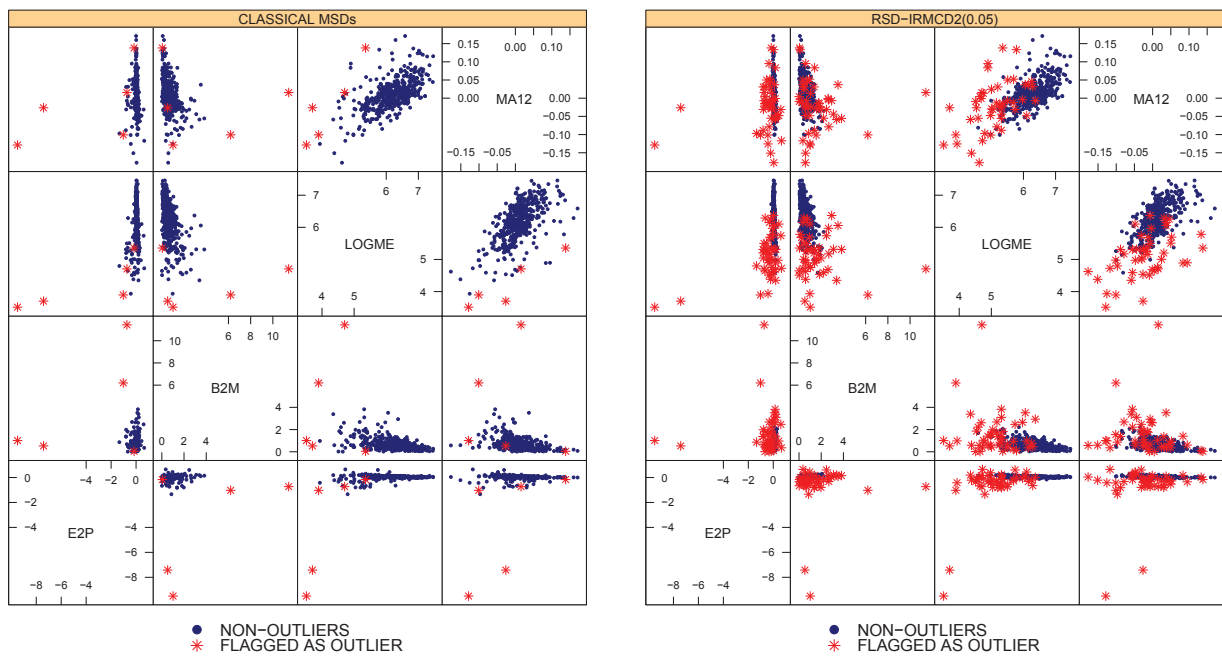 CLASSICAL MSDs
0.00 0.10
0.15
0.10
0.05
0.00
MA12
0.00
−0.05
−0.10
−0.15
−0.15 −0.05
6 7
7
6
LOGME
5
4
4 5
6 8 10
10
8
6
B2M
4
2
0
0 2 4
−4 −2 0
0
−2
−4
E2P
−4
−6
−8
−8 −6 −4
RSD−IRMCD2(0.05)
0.00 0.10
0.15
0.10
0.05
0.00
MA12
0.00
−0.05
−0.10
−0.15
−0.15 −0.05
6 7
7
6
LOGME
5
4
4 5
6 8 10
10
8
6
B2M
4
2
0
0 2 4
−4 −2 0
0
−2
−4
E2P
−4
−6
−8
−8 −6 −4
NON−OUTLIERS
FLAGGED AS OUTLIER
NON−OUTLIERS
FLAGGED AS OUTLIER